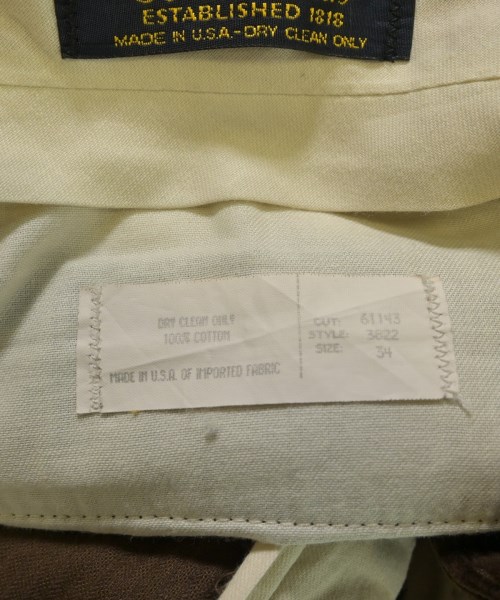 ESTABLISHED 1818
MADE IN U.S.A.-DRY CLEAN ONLY
DRY CLEAN ONLY
100% COTTON
MADE IN U.S.A. OF IMPORTED FABRIC
CUT: 61143
STYLE: 3822
SIZE: 34